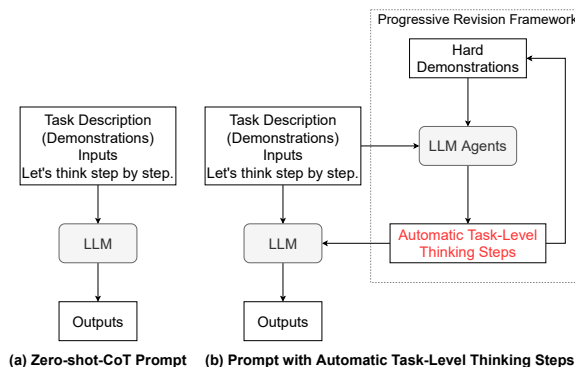 Progressive Revision Framework
Hard
Demonstrations
Task Description
(Demonstrations)
Inputs
Let's think step by step.
Task Description
(Demonstrations)
Inputs
Let's think step by step.
LLM Agents
LLM
LLM
Automatic Task-Level
Thinking Steps
Outputs
Outputs
(a) Zero-shot-CoT Prompt
(b) Prompt with Automatic Task-Level Thinking Steps